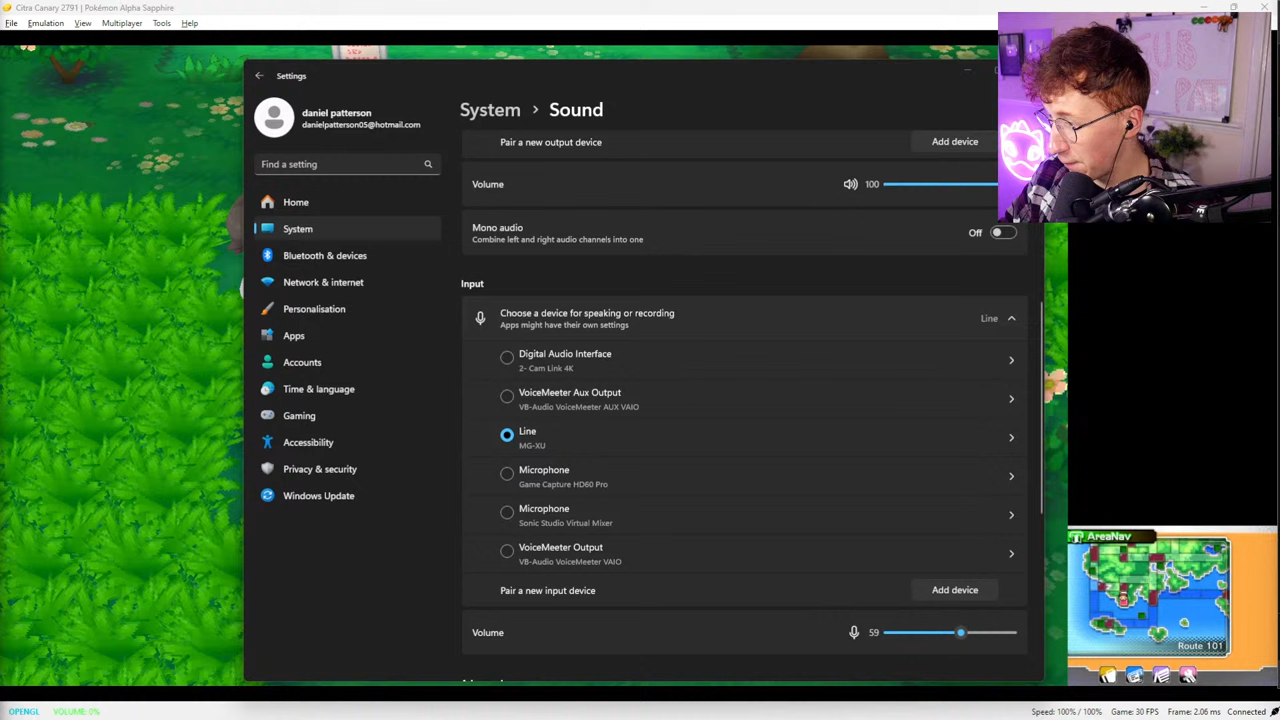 Citra Canary 2791 | Pokémon Alpha Sapphire
File Emulation View Multiplayer Tools Help
Settings
daniel patterson
danielpatterson05@hotmail.com
Find a setting
Home
System
Bluetooth & devices
Network & internet
Personalisation
Apps
Accounts
Time & language
Gaming
Accessibility
Privacy & security
Windows Update
System > Sound
Pair a new output device Add device
Volume 100
Mono audio
Combine left and right audio channels into one
Off
Input
Choose a device for speaking or recording
Apps might have their own settings
Line
Digital Audio Interface
2- Cam Link 4K
VoiceMeeter Aux Output
VB-Audio VoiceMeeter AUX VAIO
Line
MG-XU
Microphone
Game Capture HD60 Pro
Microphone
Sonic Studio Virtual Mixer
VoiceMeeter Output
VB-Audio VoiceMeeter VAIO
Pair a new input device Add device
Volume 59
AreaNav
Route 101
OPENGL VOLUME: 0% Speed: 100% / 100% Game: 30 FPS Frame: 2.06 ms Connected